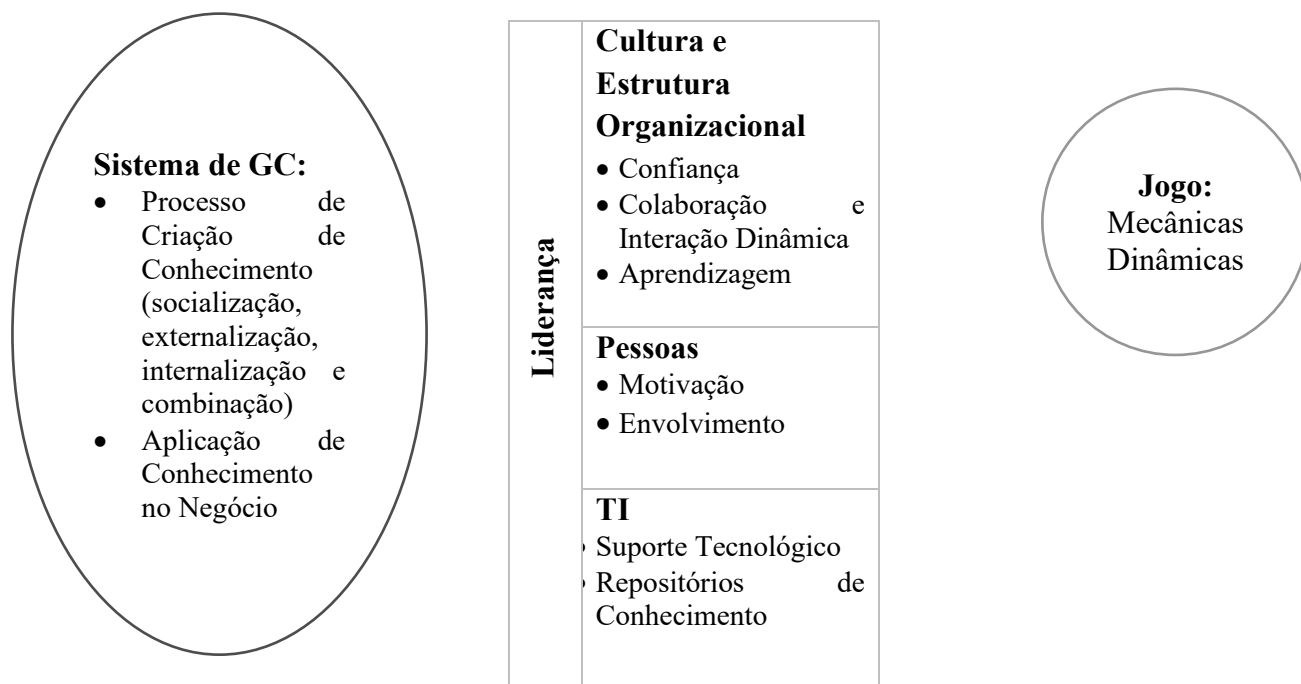 Sistema de GC:
• Processo de
Criação de
Conhecimento
(socialização,
externalização,
internalização e
combinação)
• Aplicação de
Conhecimento
no Negócio
Liderança
Cultura e
Estrutura
Organizacional
• Confiança
• Colaboração e
Interação Dinâmica
• Aprendizagem
Pessoas
• Motivação
• Envolvimento
TI
• Suporte Tecnológico
• Repositórios de
Conhecimento
Jogo:
Mecânicas
Dinâmicas